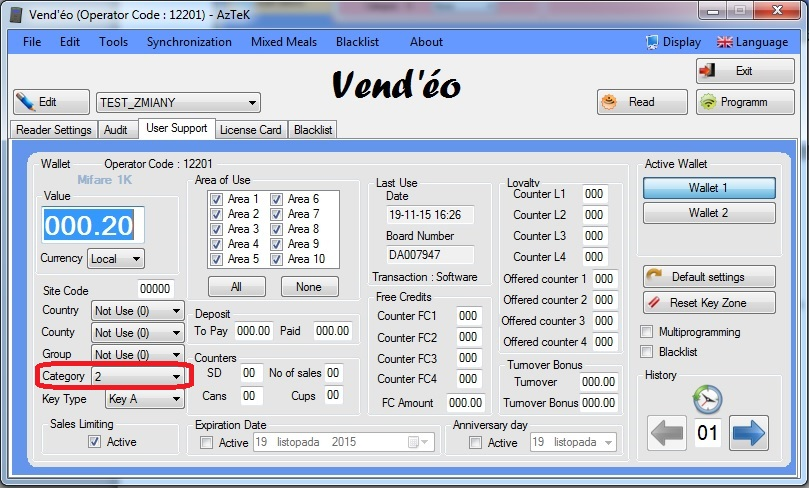 Vend'éo (Operator Code : 12201) - AzTeK
File Edit Tools Synchronization Mixed Meals Blacklist About Display Language
Vend'éo
Exit
Edit TEST_ZMIANY Read Programm
Reader Settings Audit User Support License Card Blacklist
Wallet Operator Code : 12201
Mifare 1K
Value
000.20
Currency Local
Site Code 00000
Country Not Use (0)
County Not Use (0)
Group Not Use (0)
Category 2
Key Type Key A
Sales Limiting
Active
Area of Use
Area 1 Area 6
Area 2 Area 7
Area 3 Area 8
Area 4 Area 9
Area 5 Area 10
All None
Deposit
To Pay 000.00 Paid 000.00
Counters
SD 00 No of sales 00
Cans 00 Cups 00
Expiration Date
Active 19 listopada 2015
Last Use
Date
19-11-15 16:26
Board Number
DA007947
Transaction : Software
Free Credits
Counter FC1 000
Counter FC2 000
Counter FC3 000
Counter FC4 000
FC Amount 000.00
Loyalty
Counter L1 000
Counter L2 000
Counter L3 000
Counter L4 000
Offered counter 1 000
Offered counter 2 000
Offered counter 3 000
Offered counter 4 000
Turnover Bonus
Turnover 000.00
Turnover Bonus 000.00
Anniversary day
Active 19 listopada
Active Wallet
Wallet 1
Wallet 2
Default settings
Reset Key Zone
Multiprogramming
Blacklist
History
01